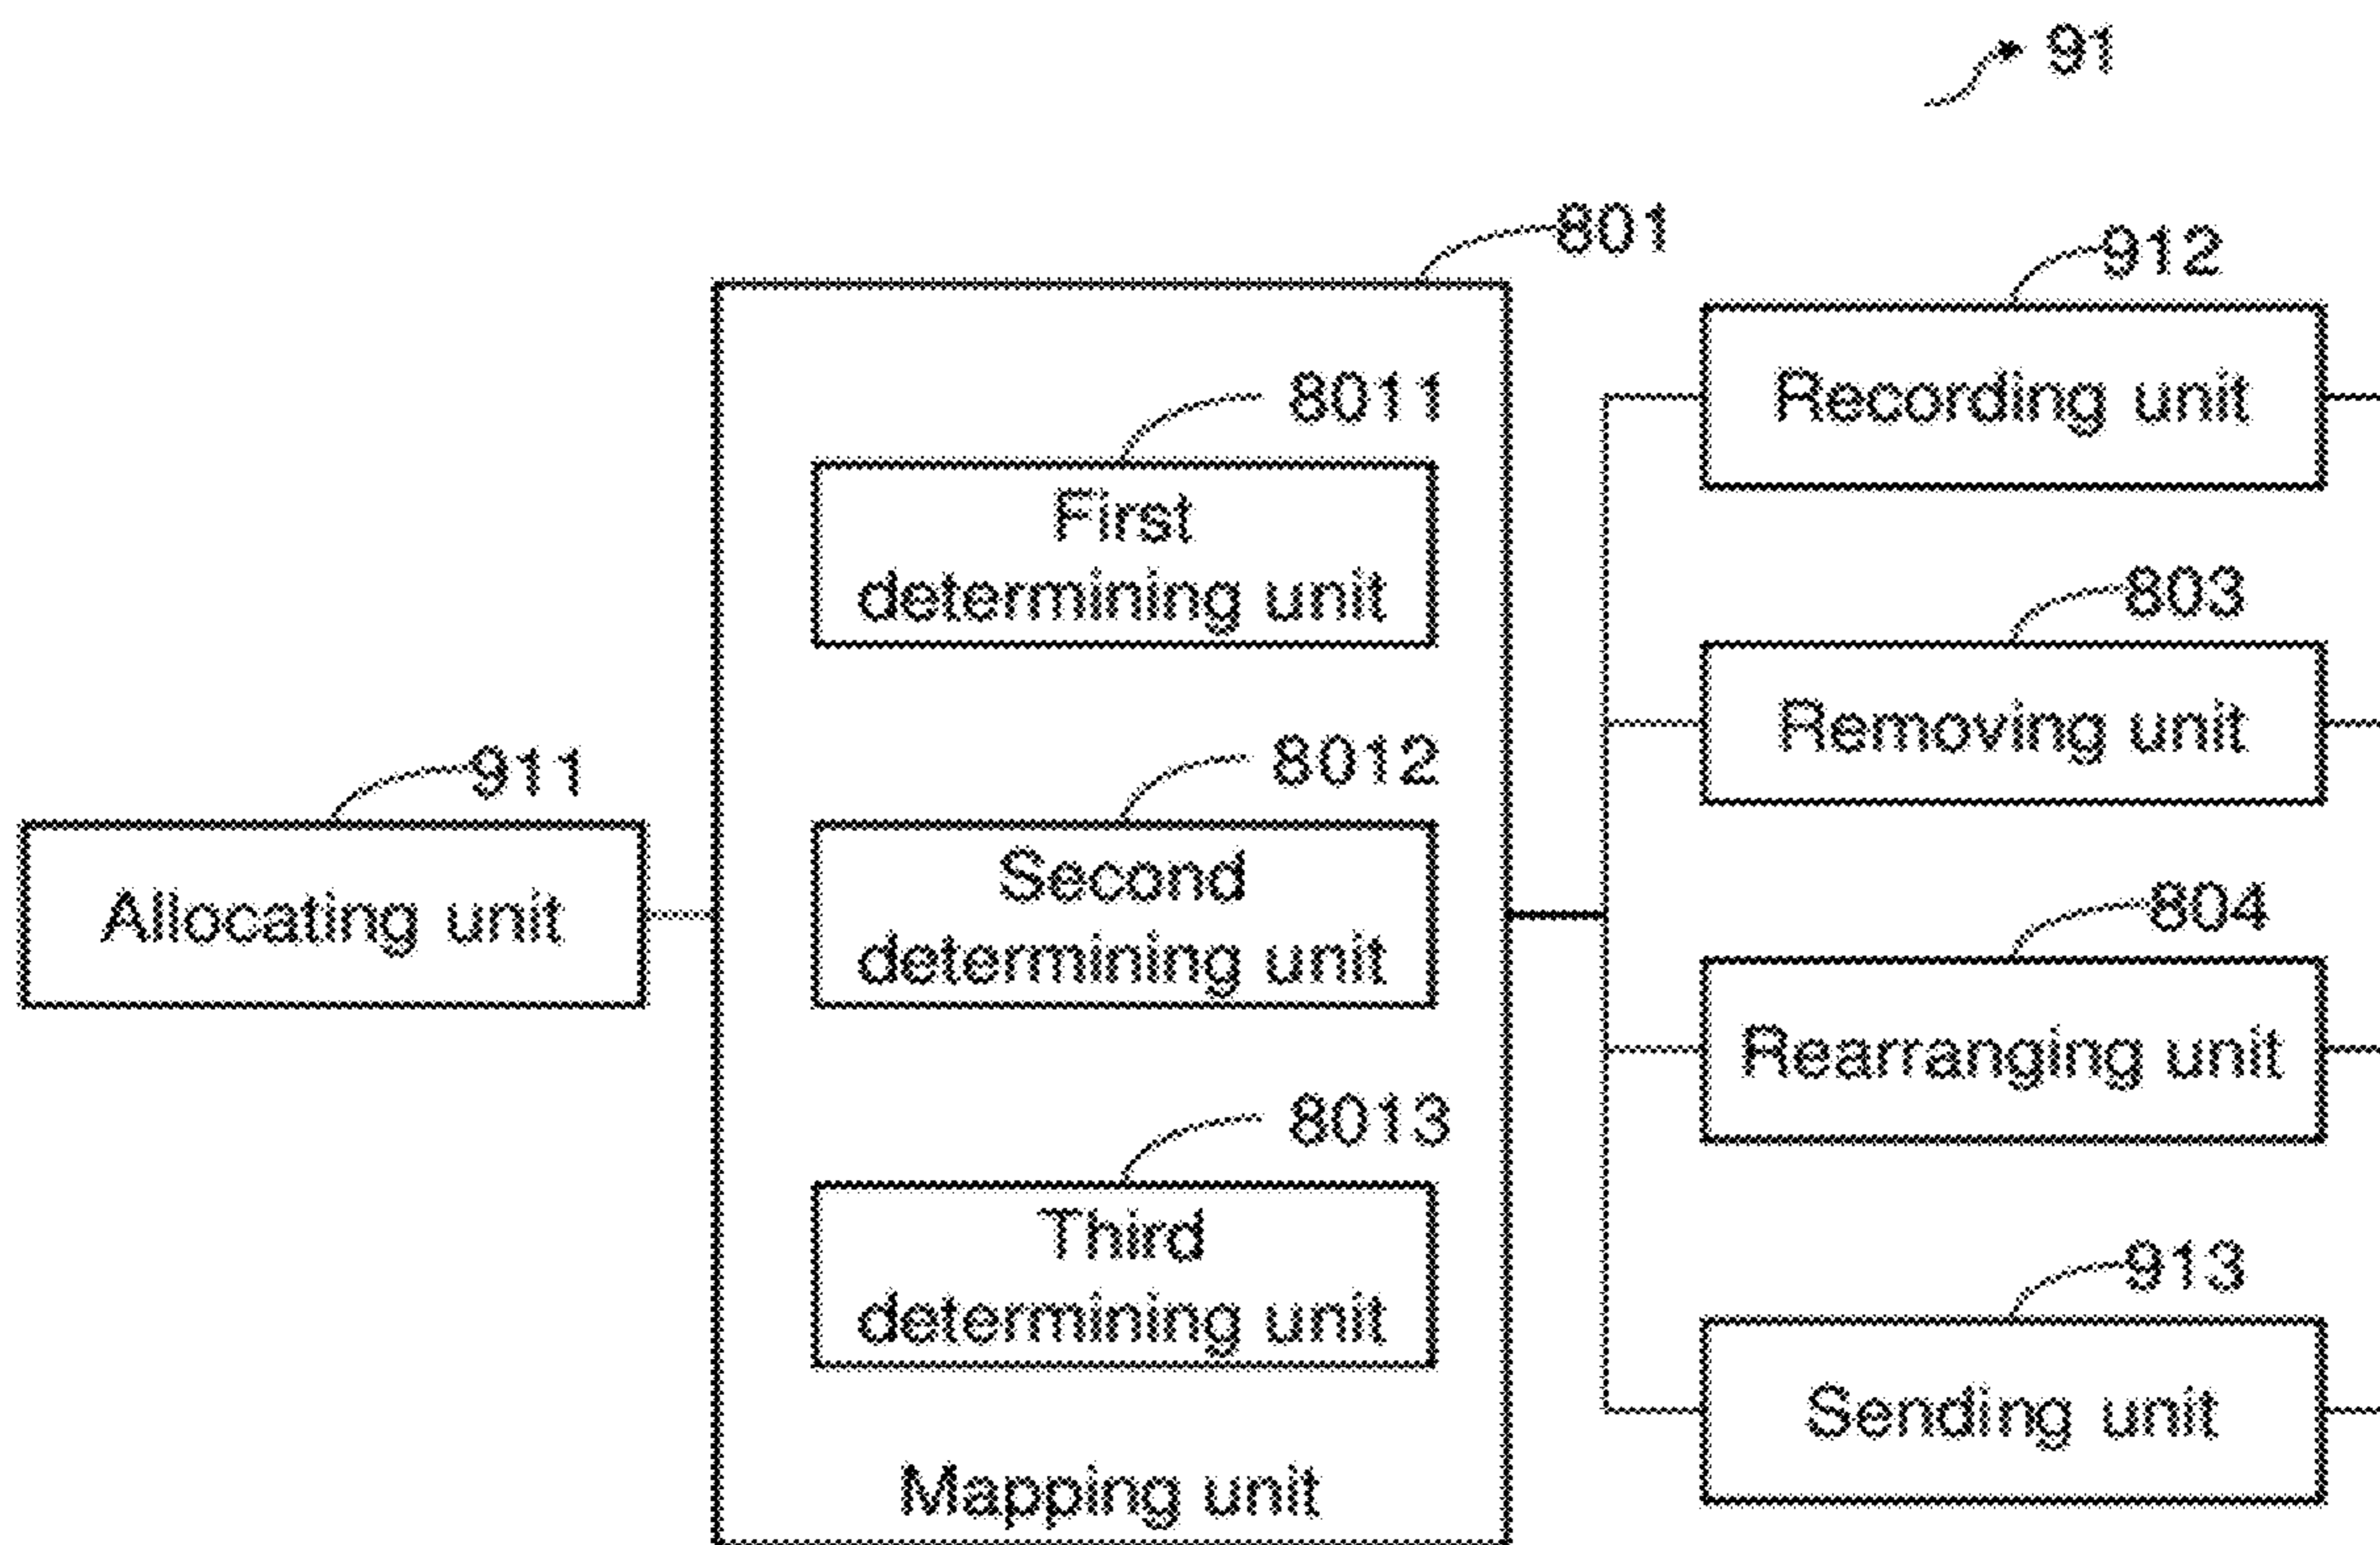 91
801
912
Recording unit
8011
First
determining unit
803
Removing unit
911
Allocating unit
8012
Second
determining unit
804
Rearranging unit
8013
Third
determining unit
913
Sending unit
Mapping unit